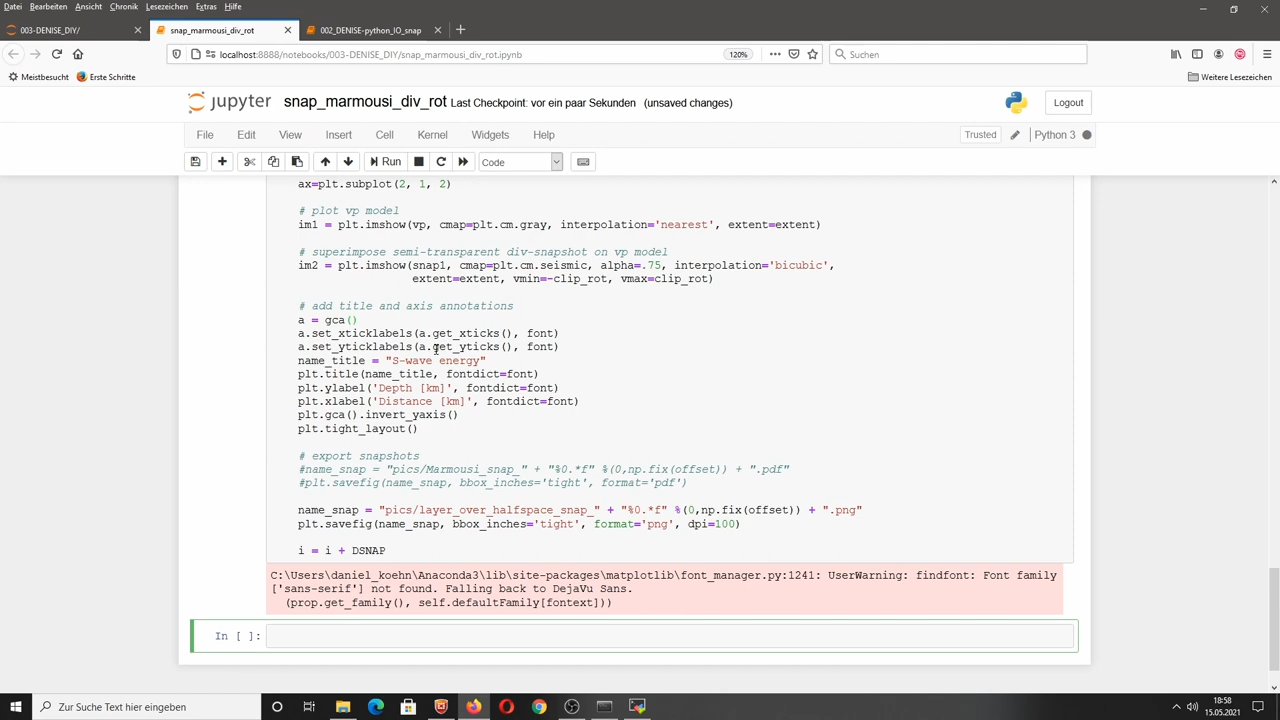 Datei Bearbeiten Ansicht Chronik Lesezeichen Extras Hilfe
003-DENISE_DIY/
snap_marmousi_div_rot
002_DENISE-python_IO_snap
localhost:8888/notebooks/003-DENISE_DIY/snap_marmousi_div_rot.ipynb
120%
Suchen
Meistbesucht Erste Schritte
Weitere Lesezeichen
jupyter snap_marmousi_div_rot Last Checkpoint: vor ein paar Sekunden (unsaved changes)
Logout
File Edit View Insert Cell Kernel Widgets Help
Trusted
Python 3
Run
Code
ax=plt.subplot(2, 1, 2)
# plot vp model
im1 = plt.imshow(vp, cmap=plt.cm.gray, interpolation='nearest', extent=extent)
# superimpose semi-transparent div-snapshot on vp model
im2 = plt.imshow(snap1, cmap=plt.cm.seismic, alpha=.75, interpolation='bicubic',
extent=extent, vmin=-clip_rot, vmax=clip_rot)
# add title and axis annotations
a = gca()
a.set_xticklabels(a.get_xticks(), font)
a.set_yticklabels(a.get_yticks(), font)
name_title = "S-wave energy"
plt.title(name_title, fontdict=font)
plt.ylabel('Depth [km]', fontdict=font)
plt.xlabel('Distance [km]', fontdict=font)
plt.gca().invert_yaxis()
plt.tight_layout()
# export snapshots
#name_snap = "pics/Marmousi_snap_" + "%0.*f" %(0,np.fix(offset)) + ".pdf"
#plt.savefig(name_snap, bbox_inches='tight', format='pdf')
name_snap = "pics/layer_over_halfspace_snap_" + "%0.*f" %(0,np.fix(offset)) + ".png"
plt.savefig(name_snap, bbox_inches='tight', format='png', dpi=100)
i = i + DSNAP
C:\Users\daniel_koehn\Anaconda3\lib\site-packages\matplotlib\font_manager.py:1241: UserWarning: findfont: Font family
['sans-serif'] not found. Falling back to DejaVu Sans.
(prop.get_family(), self.defaultFamily[fontext]))
In [ ]:
Zur Suche Text hier eingeben
18:58
15.05.2021